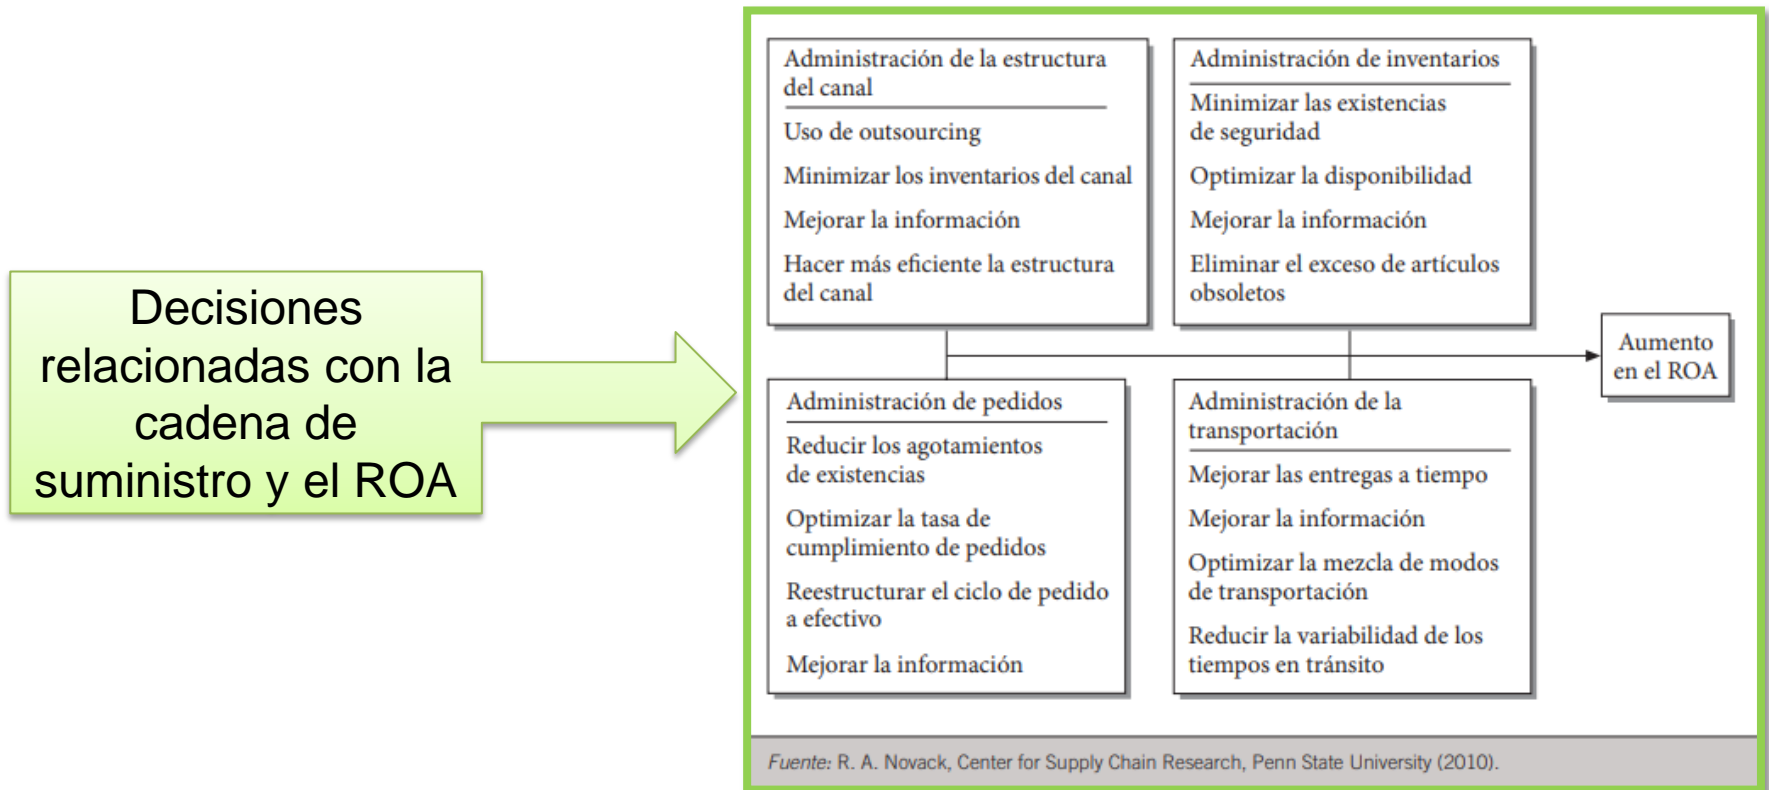 Decisiones
relacionadas con la
cadena de
suministro y el ROA
Administración de la estructura
del canal
Uso de outsourcing
Minimizar los inventarios del canal
Mejorar la información
Hacer más eficiente la estructura
del canal
Administración de inventarios
Minimizar las existencias
de seguridad
Optimizar la disponibilidad
Mejorar la información
Eliminar el exceso de artículos
obsoletos
Administración de pedidos
Reducir los agotamientos
de existencias
Optimizar la tasa de
cumplimiento de pedidos
Reestructurar el ciclo de pedido
a efectivo
Mejorar la información
Administración de la
transportación
Mejorar las entregas a tiempo
Mejorar la información
Optimizar la mezcla de modos
de transportación
Reducir la variabilidad de los
tiempos en tránsito
Aumento
en el ROA
Fuente: R. A. Novack, Center for Supply Chain Research, Penn State University (2010).